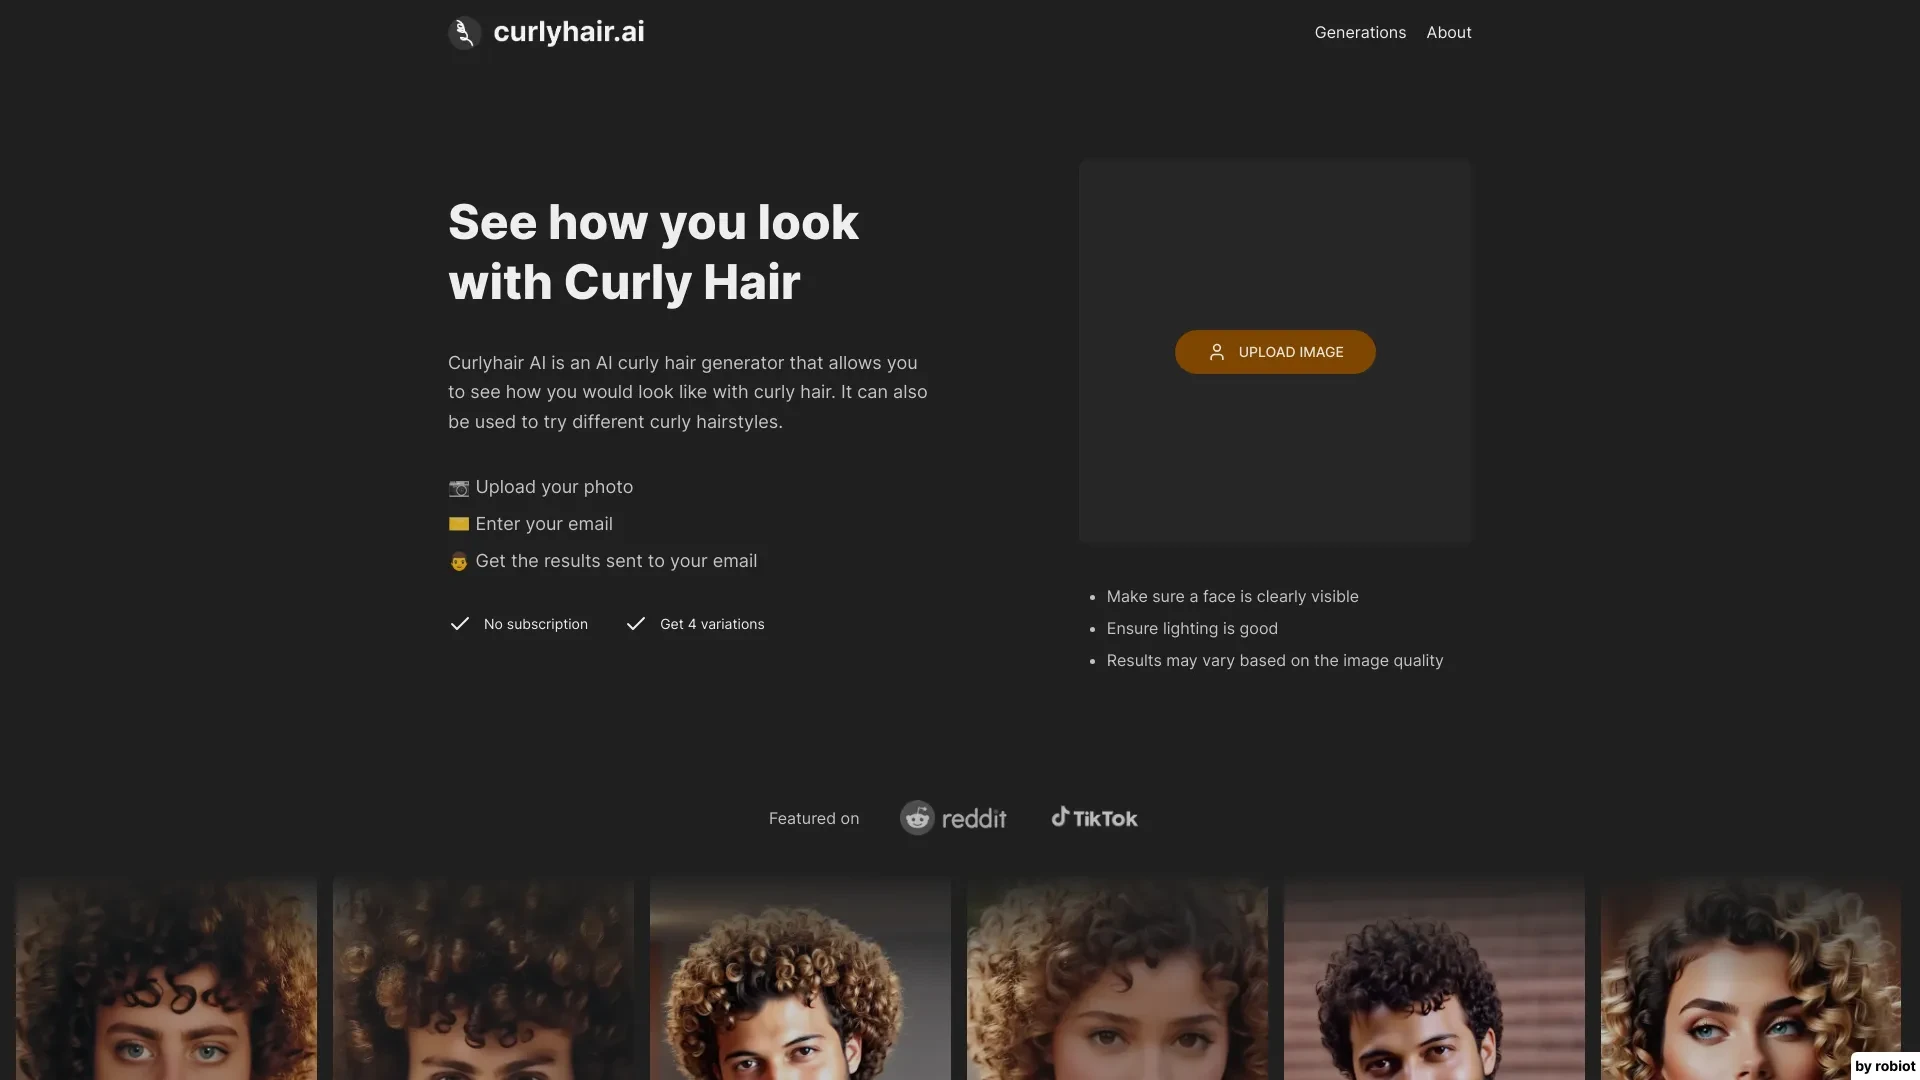 curlyhair.ai
Generations
About
See how you look
with Curly Hair
Curlyhair AI is an AI curly hair generator that allows you
to see how you would look like with curly hair. It can also
be used to try different curly hairstyles.
Upload your photo
Enter your email
Get the results sent to your email
No subscription
Get 4 variations
UPLOAD IMAGE
Make sure a face is clearly visible
Ensure lighting is good
Results may vary based on the image quality
Featured on
reddit
TikTok
by robiot